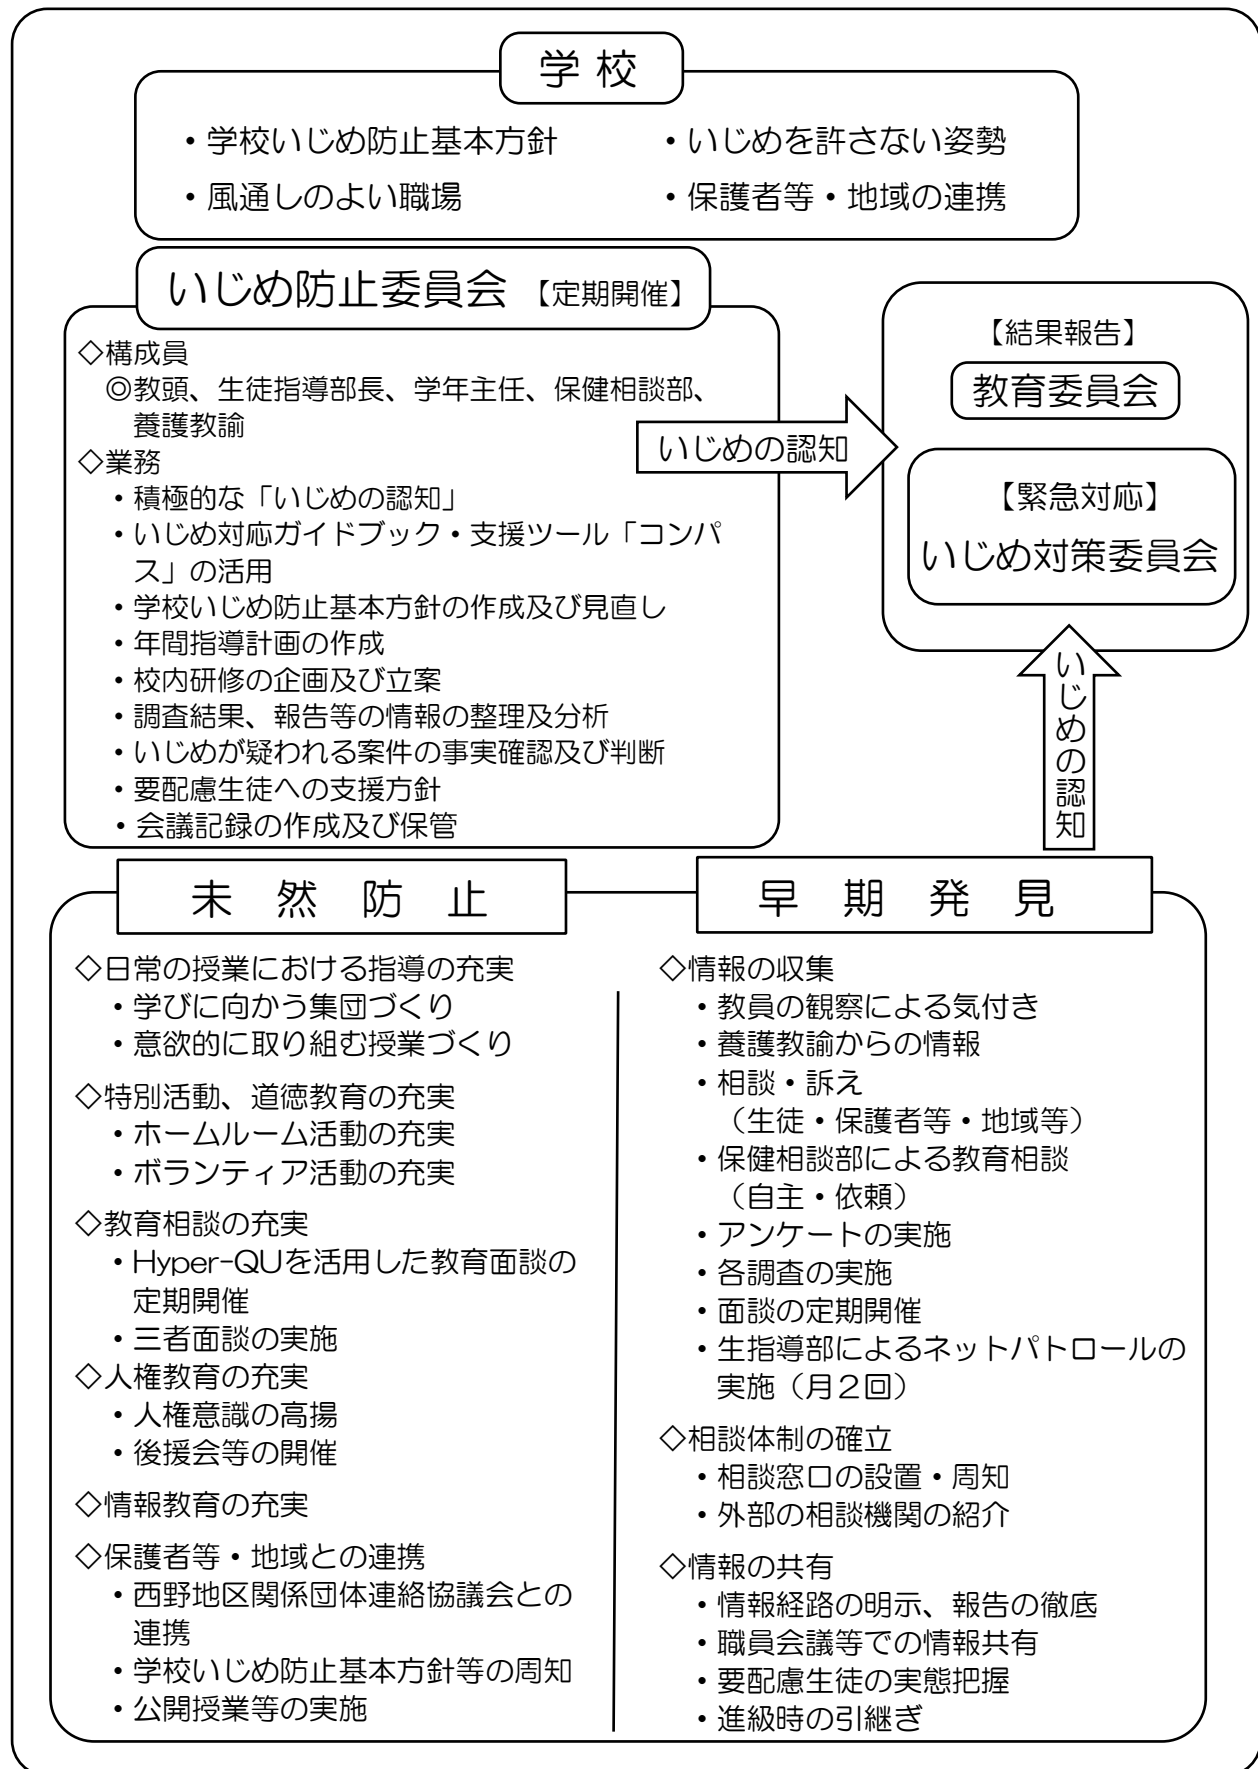 学 校
・学校いじめ防止基本方針
・いじめを許さない姿勢
・風通しのよい職場
・保護者等・地域の連携
いじめ防止委員会 【定期開催】
◇構成員
◎教頭、生徒指導部長、学年主任、保健相談部、
養護教諭
◇業務
・積極的な「いじめの認知」
・いじめ対応ガイドブック・支援ツール「コンパ
ス」の活用
・学校いじめ防止基本方針の作成及び見直し
・年間指導計画の作成
・校内研修の企画及び立案
・調査結果、報告等の情報の整理及び分析
・いじめが疑われる案件の事実確認及び判断
・要配慮生徒への支援方針
・会議記録の作成及び保管
いじめの認知
【結果報告】
教育委員会
【緊急対応】
いじめ対策委員会
いじめの認知
未 然 防 止
◇日常の授業における指導の充実
・学びに向かう集団づくり
・意欲的に取り組む授業づくり
◇特別活動、道徳教育の充実
・ホームルーム活動の充実
・ボランティア活動の充実
◇教育相談の充実
・Hyper-QUを活用した教育面談の
定期開催
・三者面談の実施
◇人権教育の充実
・人権意識の高揚
・後援会等の開催
◇情報教育の充実
◇保護者等・地域との連携
・西野地区関係団体連絡協議会との
連携
・学校いじめ防止基本方針等の周知
・公開授業等の実施
早 期 発 見
◇情報の収集
・教員の観察による気付き
・養護教諭からの情報
・相談・訴え
（生徒・保護者等・地域等）
・保健相談部による教育相談
（自主・依頼）
・アンケートの実施
・各調査の実施
・面談の定期開催
・生指導部によるネットパトロールの
実施（月２回）
◇相談体制の確立
・相談窓口の設置・周知
・外部の相談機関の紹介
◇情報の共有
・情報経路の明示、報告の徹底
・職員会議等での情報共有
・要配慮生徒の実態把握
・進級時の引継ぎ